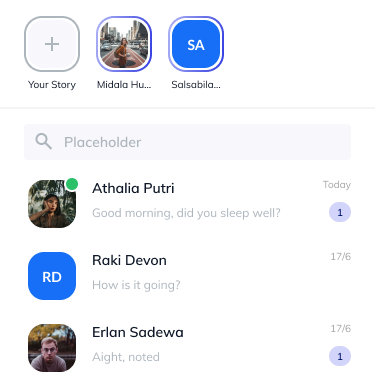 SA
Your Story
Midala Hu...
Salsabila...
Placeholder
Athalia Putri
Today
Good morning, did you sleep well?
1
RD
Raki Devon
17/6
How is it going?
Erlan Sadewa
17/6
Aight, noted
1